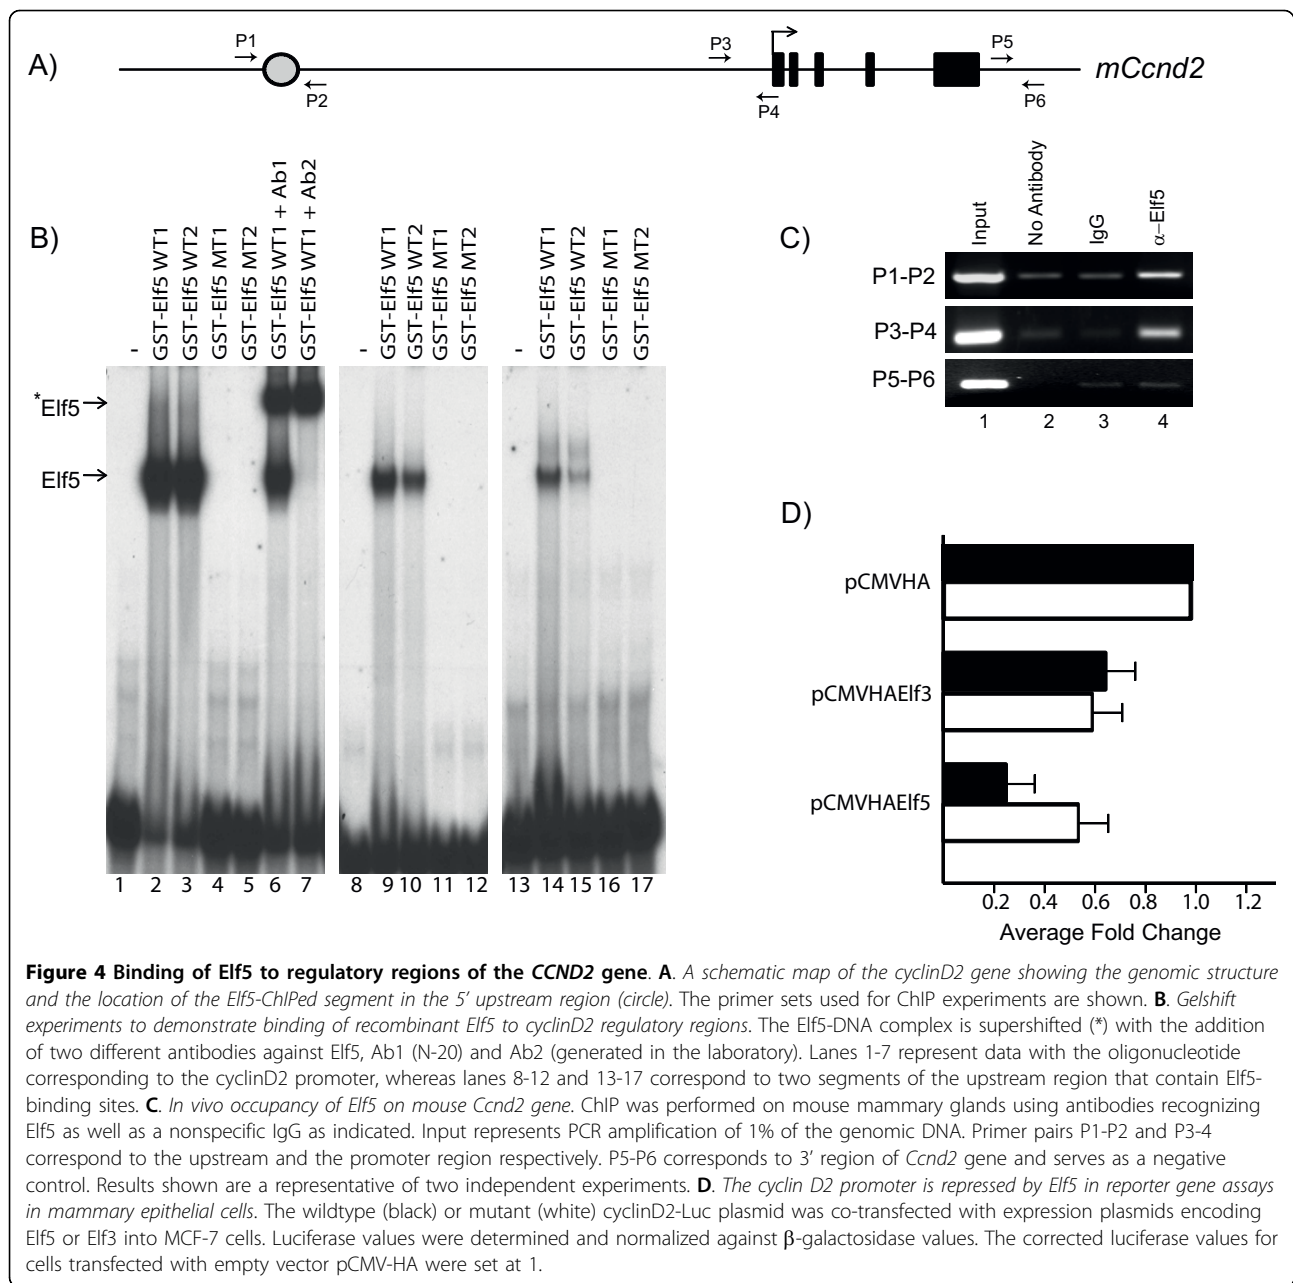 A)
P1
P2
P3
P4
P5
P6
mCcnd2
B)
-
GST-Elf5 WT1
GST-Elf5 WT2
GST-Elf5 MT1
GST-Elf5 MT2
GST-Elf5 WT1 + Ab1
GST-Elf5 WT1 + Ab2
-
GST-Elf5 WT1
GST-Elf5 WT2
GST-Elf5 MT1
GST-Elf5 MT2
-
GST-Elf5 WT1
GST-Elf5 WT2
GST-Elf5 MT1
GST-Elf5 MT2
*Elf5
Elf5
1 2 3 4 5 6 7 8 9 10 11 12 13 14 15 16 17
C)
Input
No Antibody
IgG
α-Elf5
P1-P2
P3-P4
P5-P6
1 2 3 4
D)
pCMVHA
pCMVHAElf3
pCMVHAElf5
0.2 0.4 0.6 0.8 1.0 1.2
Average Fold Change
Figure 4 Binding of Elf5 to regulatory regions of the CCND2 gene. A. A schematic map of the cyclinD2 gene showing the genomic structure
and the location of the Elf5-ChIPed segment in the 5′ upstream region (circle). The primer sets used for ChIP experiments are shown. B. Gelshift
experiments to demonstrate binding of recombinant Elf5 to cyclinD2 regulatory regions. The Elf5-DNA complex is supershifted (*) with the addition
of two different antibodies against Elf5, Ab1 (N-20) and Ab2 (generated in the laboratory). Lanes 1-7 represent data with the oligonucleotide
corresponding to the cyclinD2 promoter, whereas lanes 8-12 and 13-17 correspond to two segments of the upstream region that contain Elf5-
binding sites. C. In vivo occupancy of Elf5 on mouse Ccnd2 gene. ChIP was performed on mouse mammary glands using antibodies recognizing
Elf5 as well as a nonspecific IgG as indicated. Input represents PCR amplification of 1% of the genomic DNA. Primer pairs P1-P2 and P3-4
correspond to the upstream and the promoter region respectively. P5-P6 corresponds to 3′ region of Ccnd2 gene and serves as a negative
control. Results shown are a representative of two independent experiments. D. The cyclin D2 promoter is repressed by Elf5 in reporter gene assays
in mammary epithelial cells. The wildtype (black) or mutant (white) cyclinD2-Luc plasmid was co-transfected with expression plasmids encoding
Elf5 or Elf3 into MCF-7 cells. Luciferase values were determined and normalized against β-galactosidase values. The corrected luciferase values for
cells transfected with empty vector pCMV-HA were set at 1.